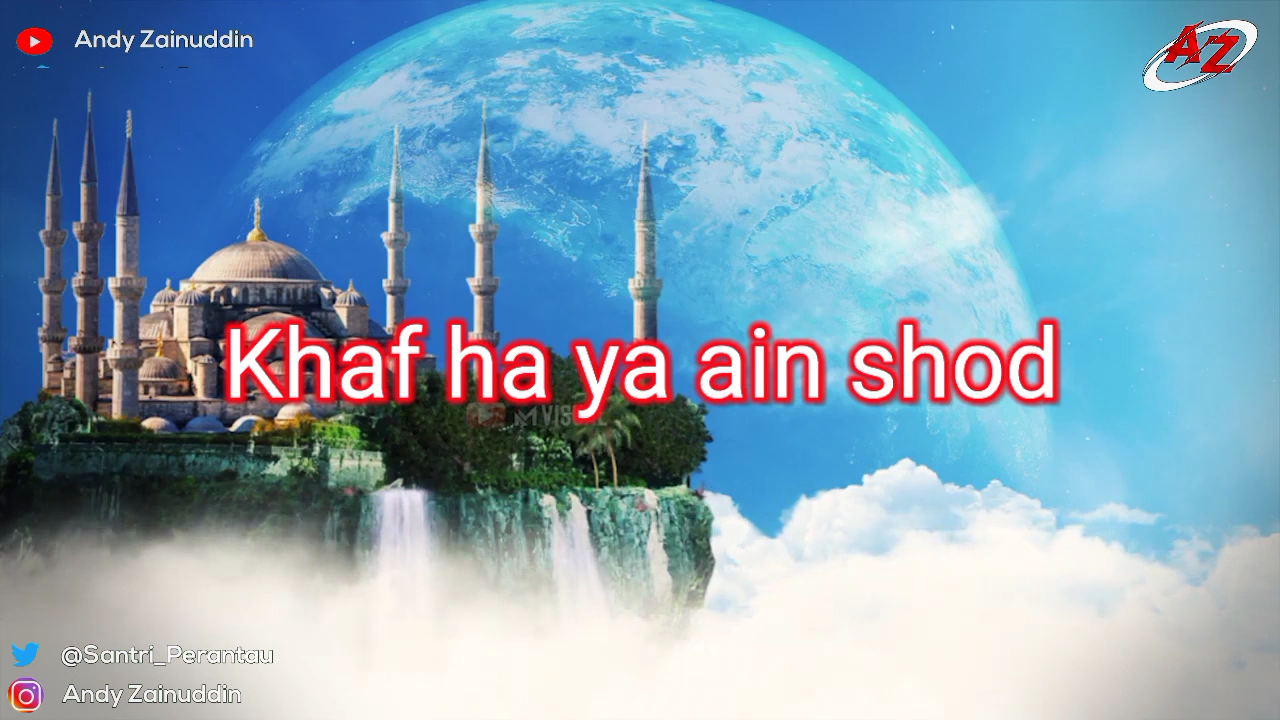 Andy Zainuddin
AZ
Khaf ha ya ain shod
@Santri_Perantau
Andy Zainuddin